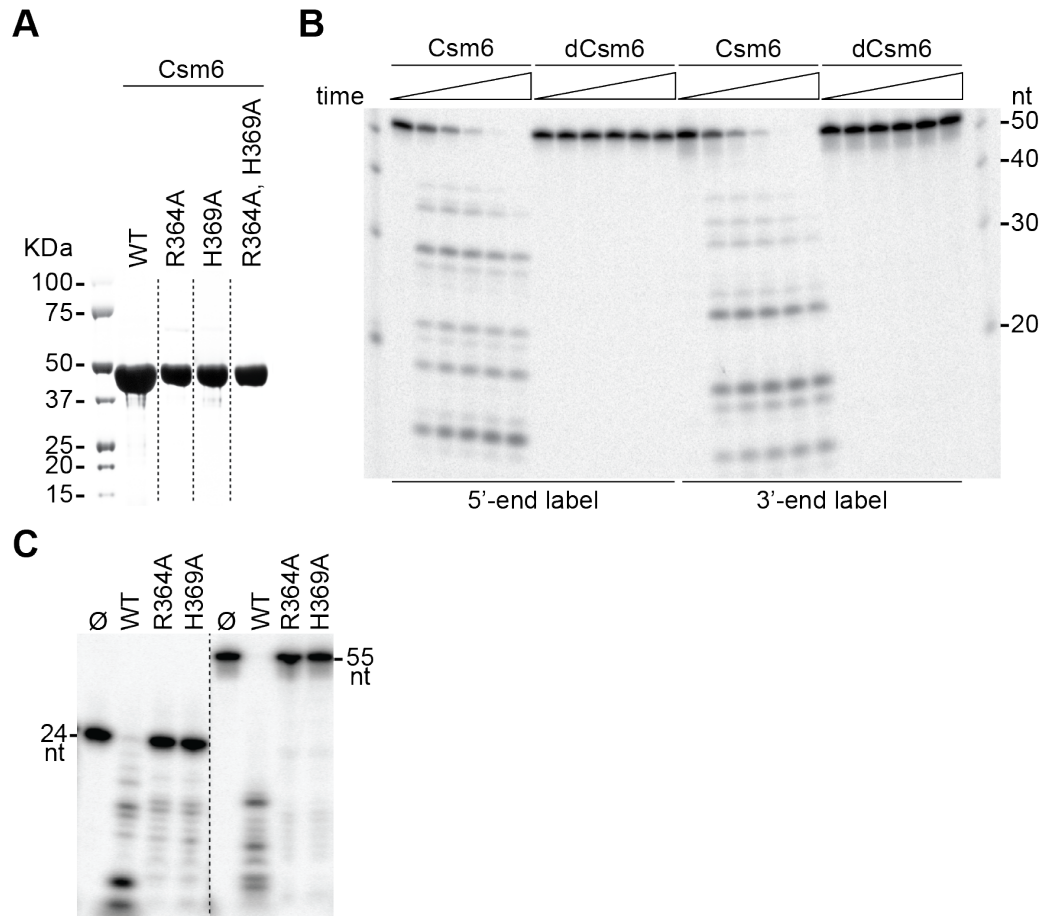 A
Csm6
WT
R364A
H369A
R364A, H369A
KDa
100-
75-
50-
37-
25-
20-
15-
B
Csm6 dCsm6 Csm6 dCsm6
time
nt
-50
-40
-30
-20
5’-end label 3’-end label
C
Ø WT R364A H369A Ø WT R364A H369A
-55
nt
24-
nt